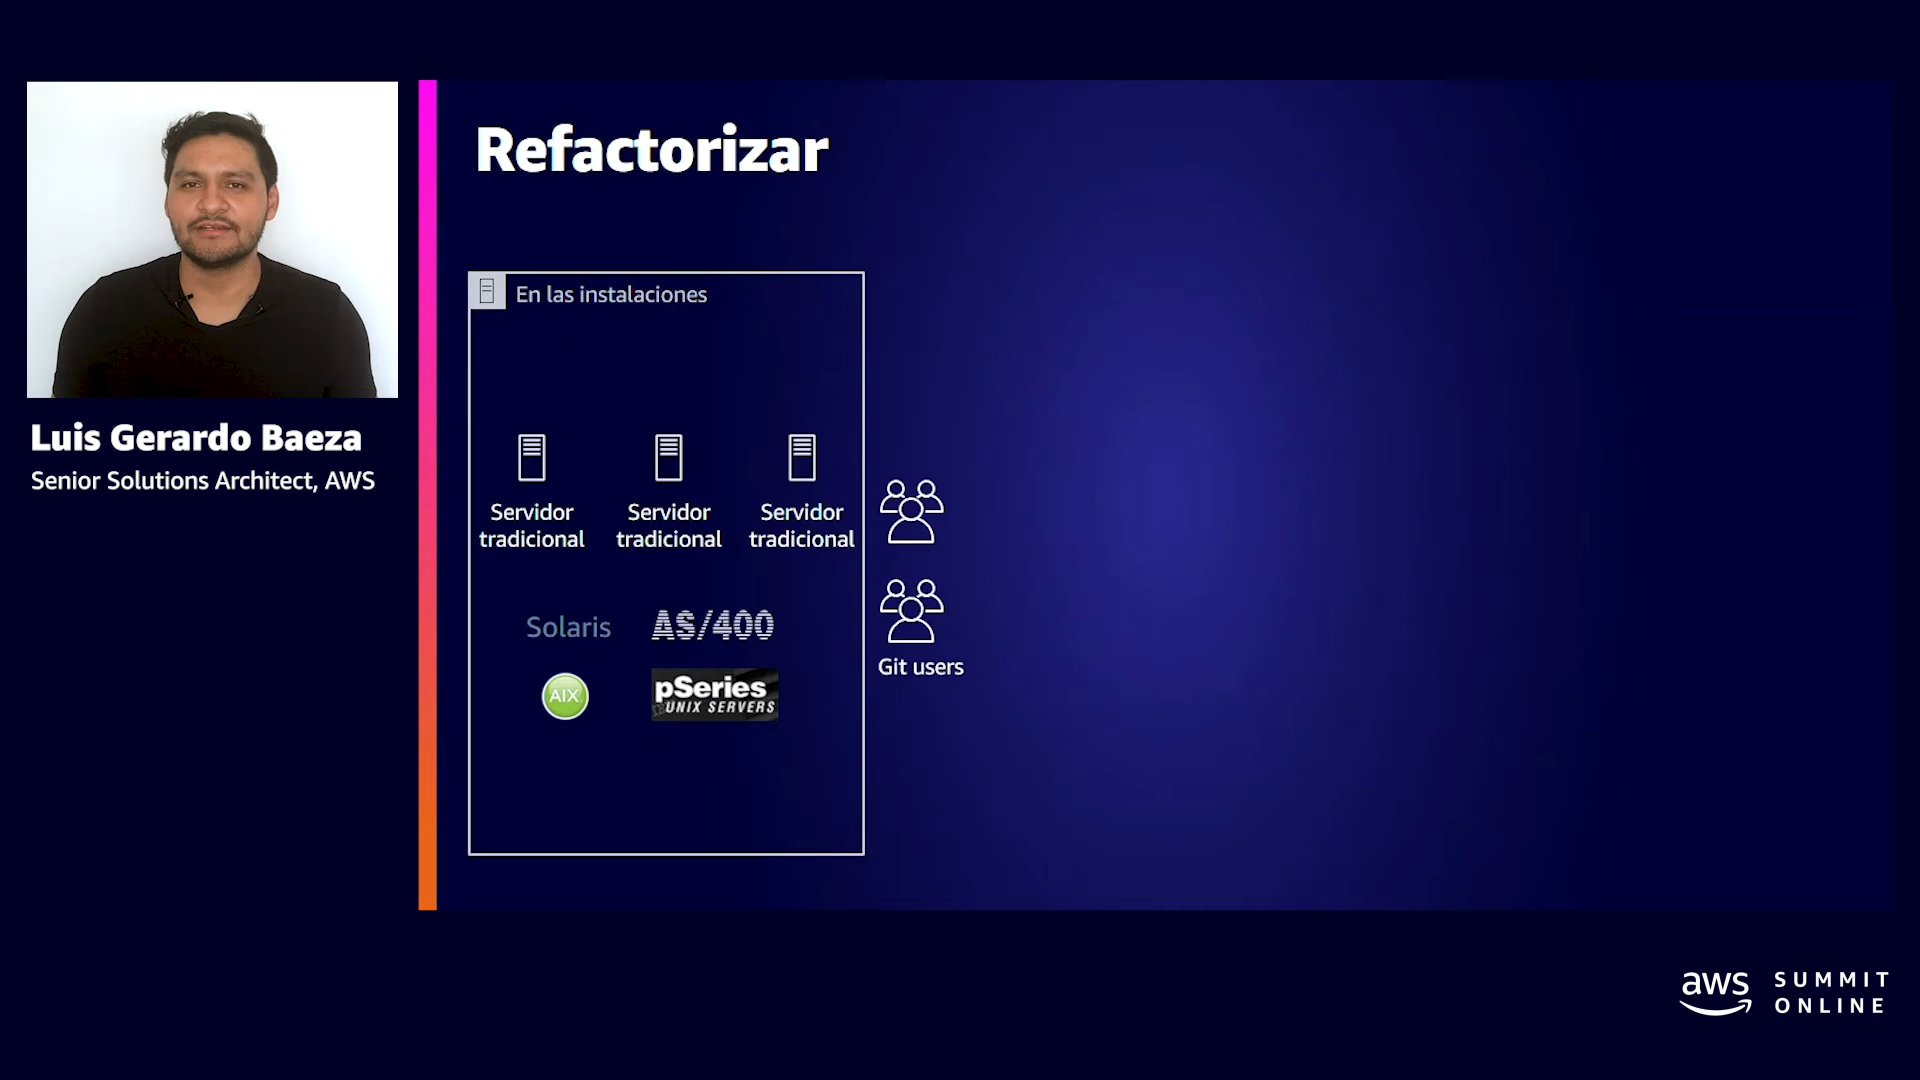 Refactorizar
Luis Gerardo Baeza
Senior Solutions Architect, AWS
En las instalaciones
Servidor
tradicional
Servidor
tradicional
Servidor
tradicional
Solaris
AS/400
AIX
pSeries
UNIX SERVERS
Git users
aws
SUMMIT
ONLINE